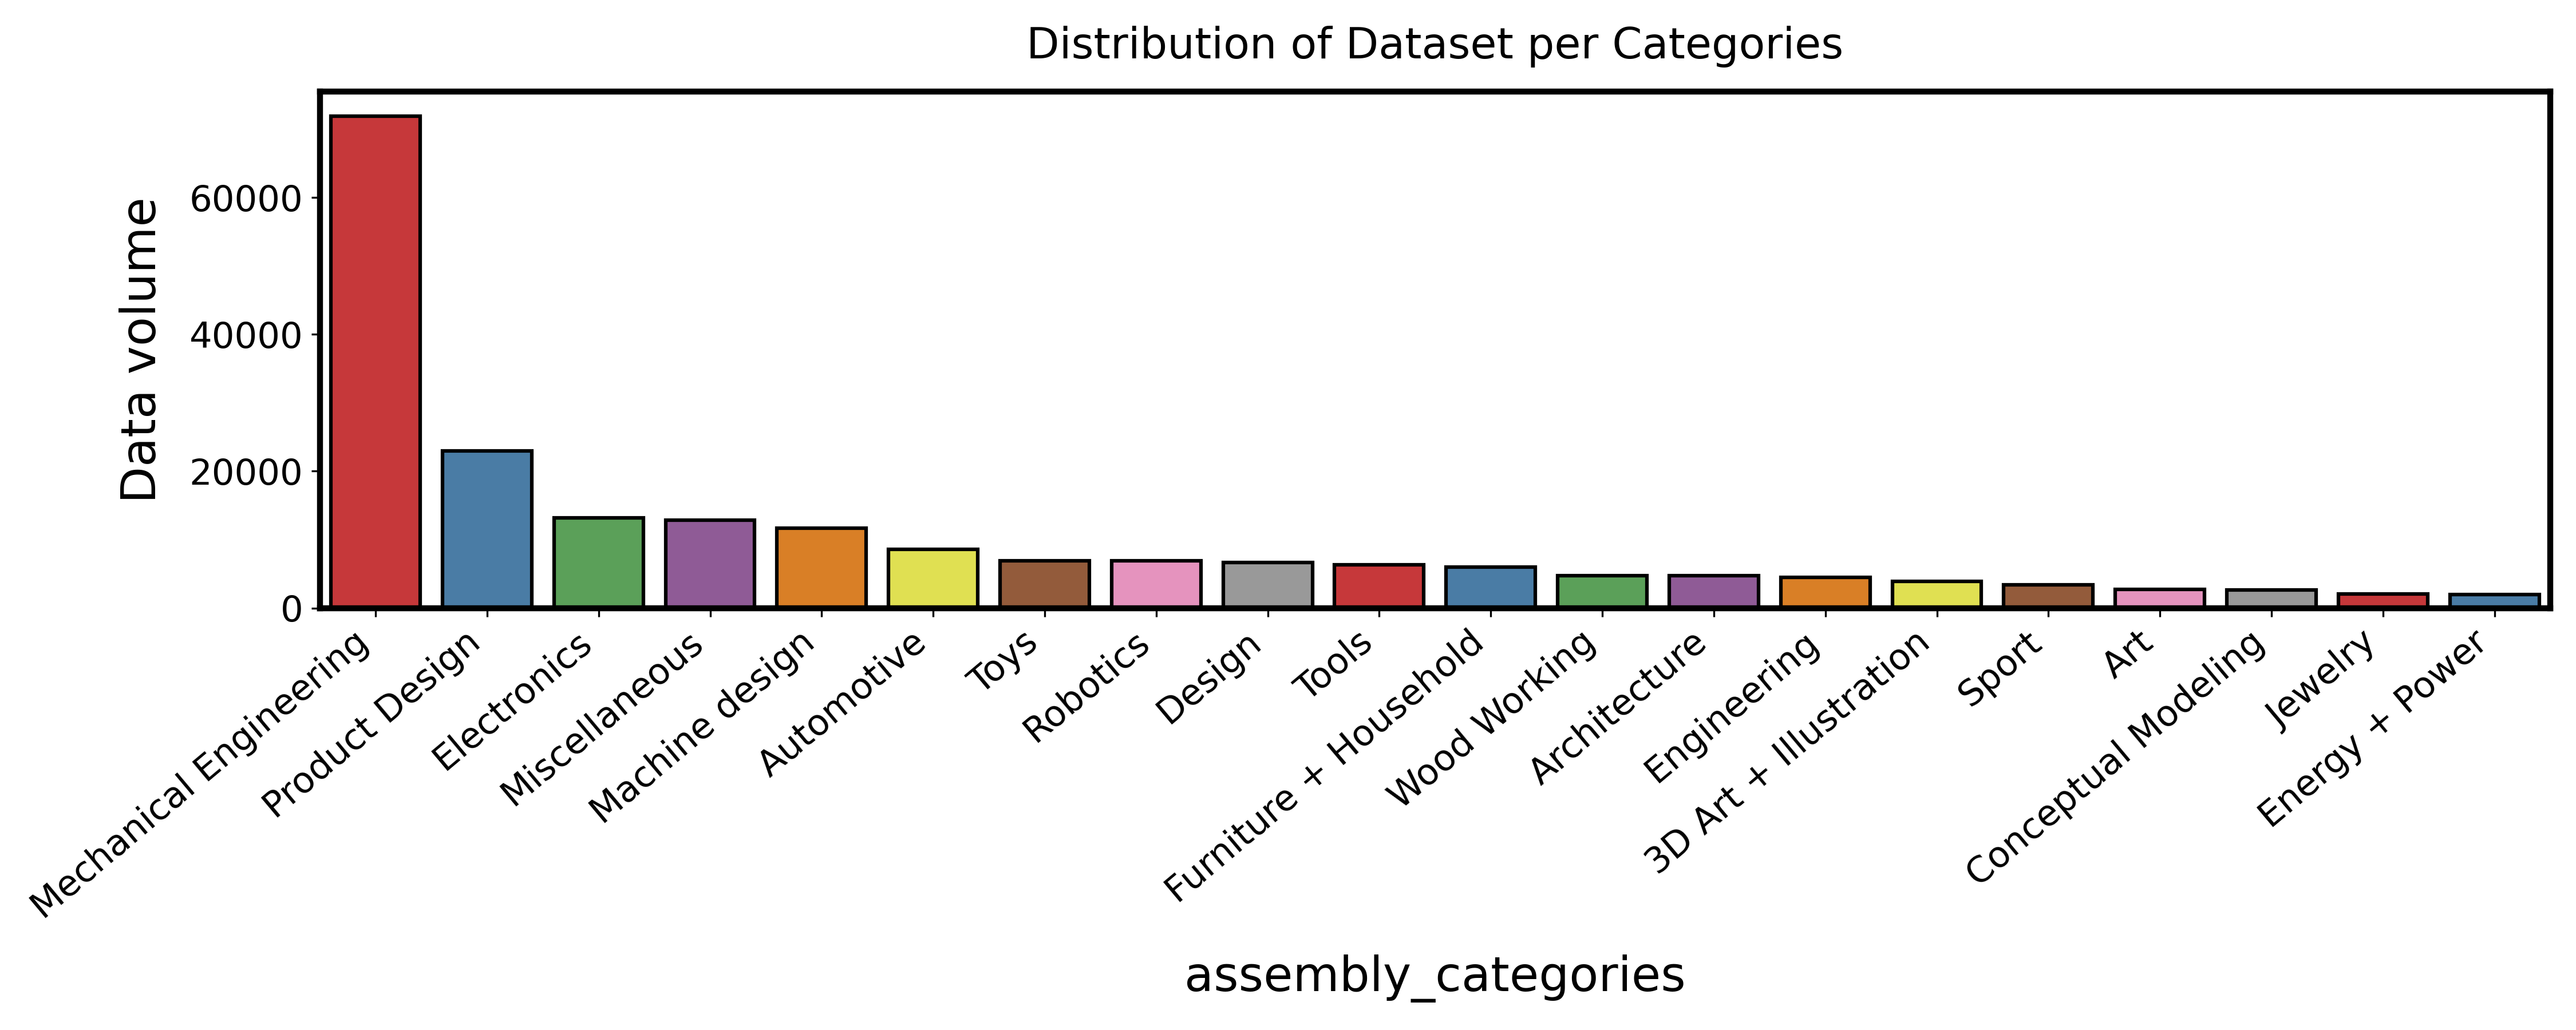 Distribution of Dataset per Categories
Data volume
60000
40000
20000
0
Mechanical Engineering
Product Design
Electronics
Miscellaneous
Machine design
Automotive
Toys
Robotics
Design
Tools
Furniture + Household
Wood Working
Architecture
Engineering
3D Art + Illustration
Sport
Art
Conceptual Modeling
Jewelry
Energy + Power
assembly_categories